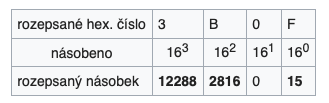 rozepsané hex. číslo 3 B 0 F
násobeno 16³ 16² 16¹ 16⁰
rozepsaný násobek 12288 2816 0 15